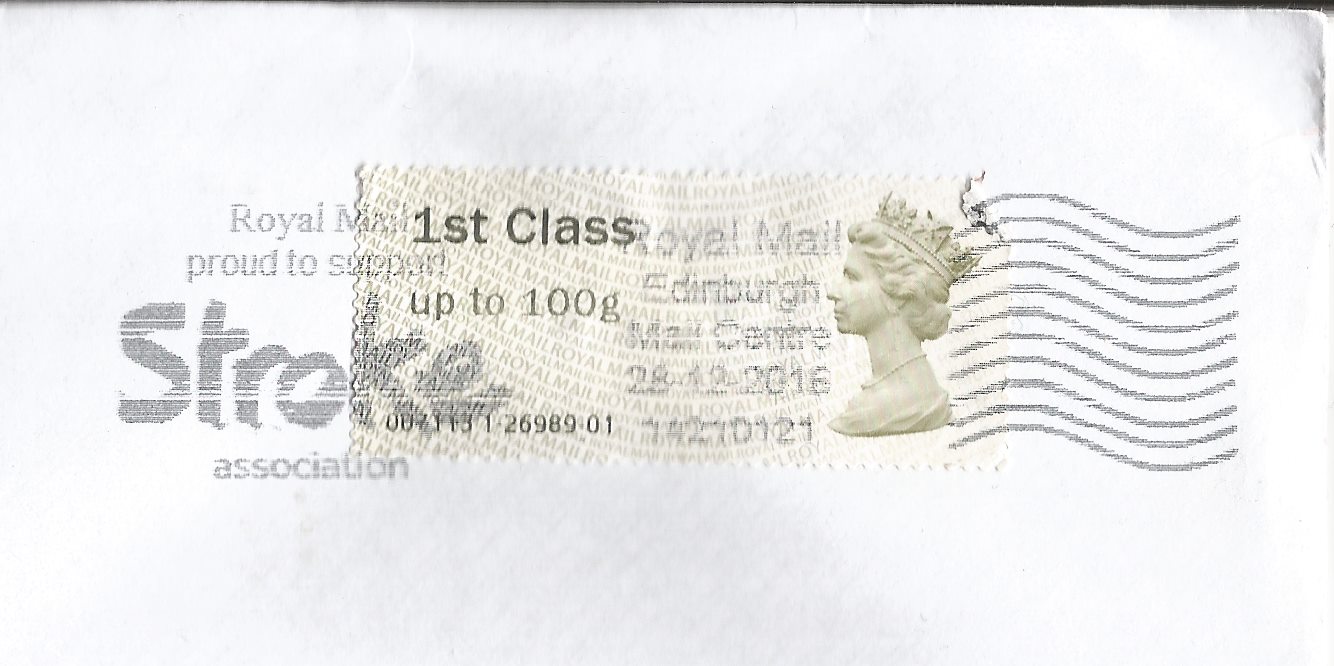 Royal Mail
proud to support
Stroke
association
1st Class
up to 100g
Royal Mail
Edinburgh
Mail Centre
28-12-2016
14210121